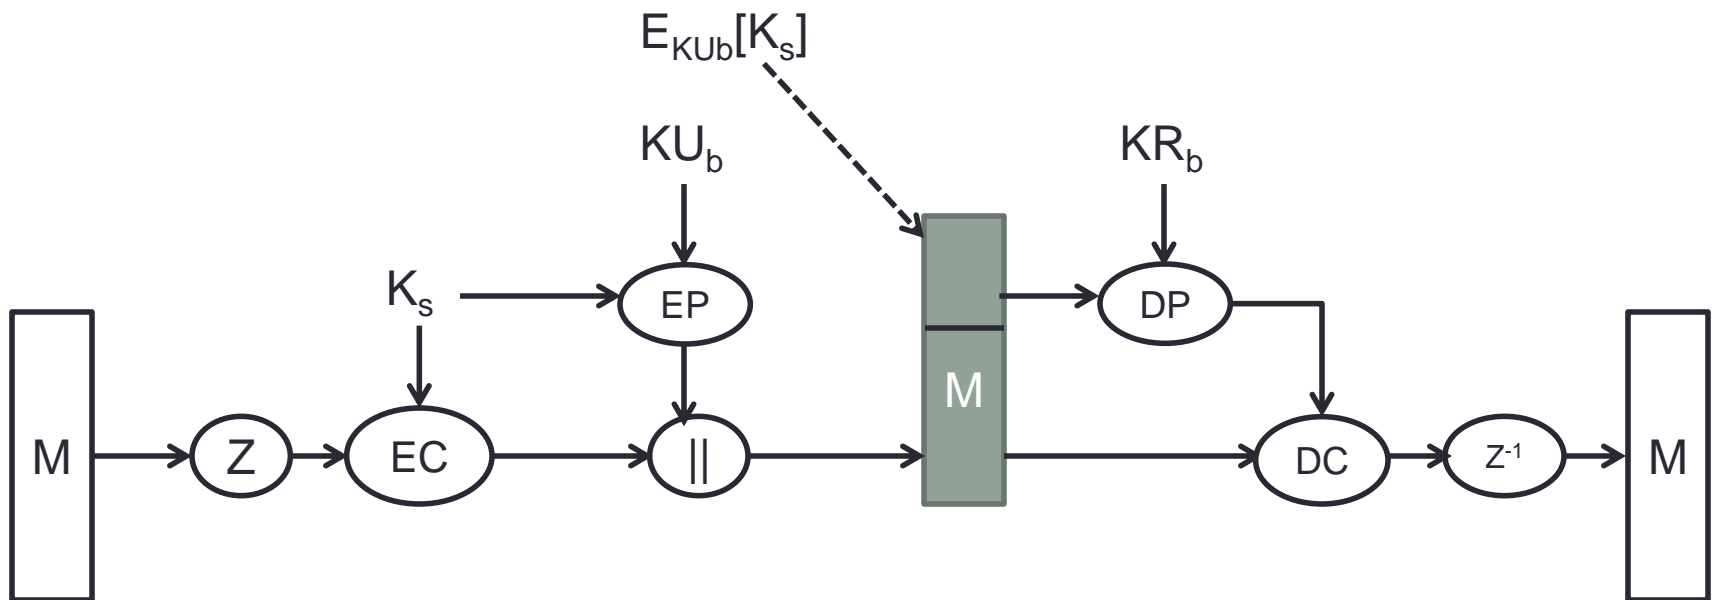 E_KUb[K_s]
KU_b
KR_b
K_s
EP
DP
M
M
Z
EC
||
DC
Z^-1
M